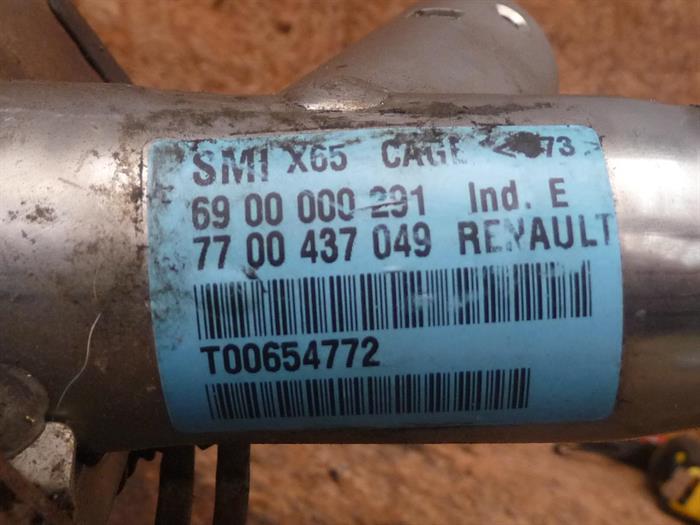 SMI X65 CAGE
69 00 000 291 Ind. E
77 00 437 049 RENAULT
T00654772